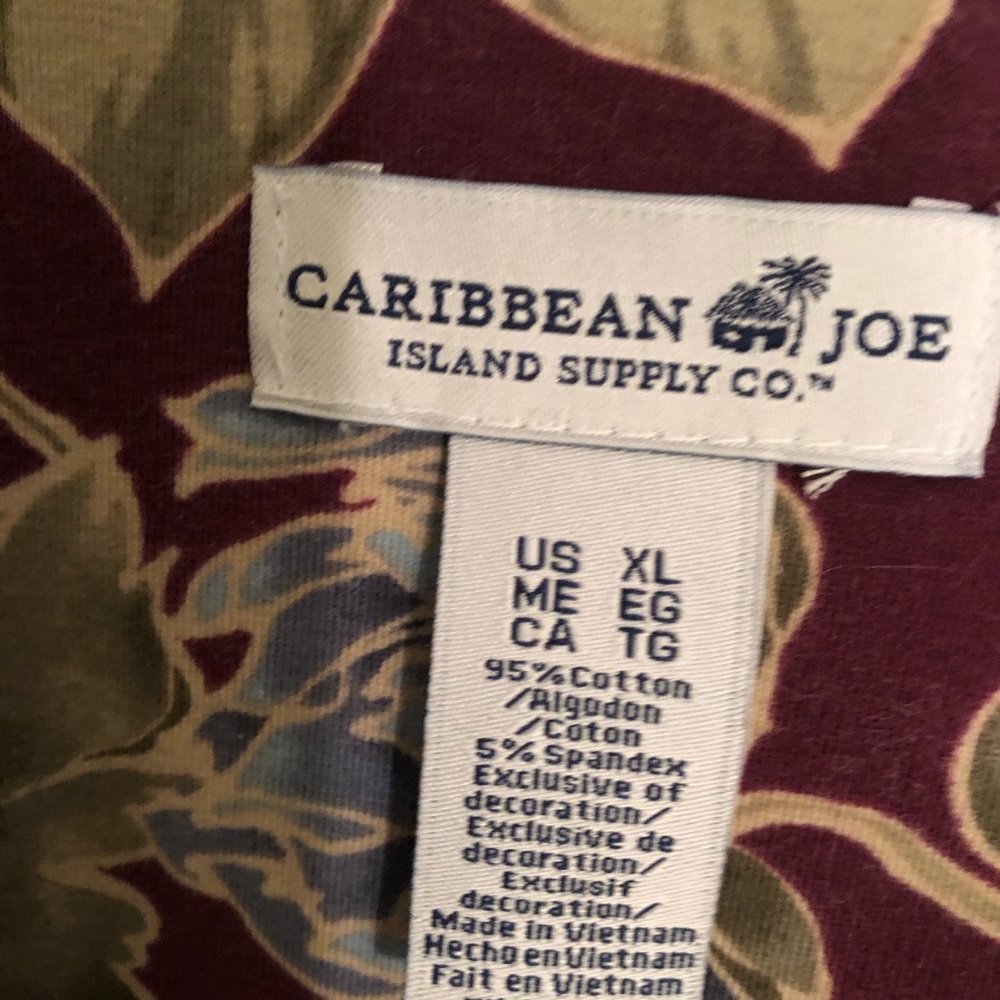 CARIBBEAN JOE
ISLAND SUPPLY CO.™
US XL
ME EG
CA TG
95%Cotton
/Algodon
/Coton
5%Spandex
Exclusive of
decoration/
Exclusive de
decoration/
Exclusif
decoration/
Made in Vietnam
Hecho en Vietnam
Fait en Vietnam